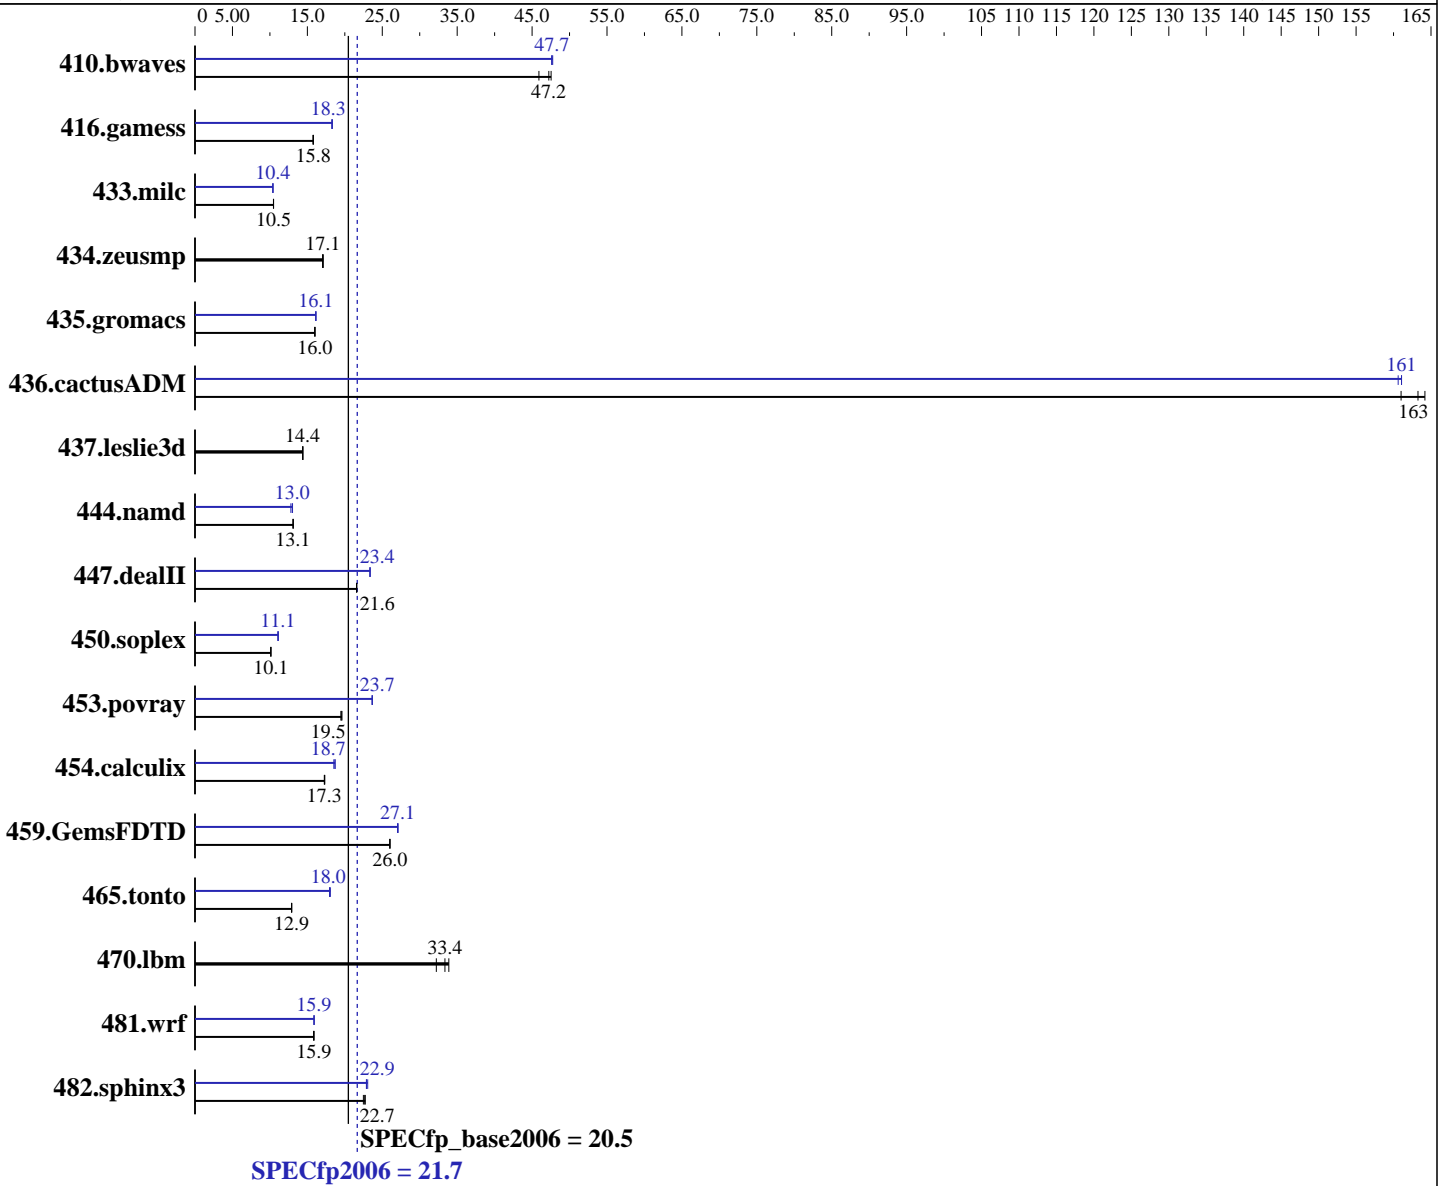 0 5.00 15.0 25.0 35.0 45.0 55.0 65.0 75.0 85.0 95.0 105 110 115 120 125 130 135 140 145 150 155 165
410.bwaves 47.7
47.2
416.gamess 18.3
15.8
433.milc 10.4
10.5
434.zeusmp 17.1
435.gromacs 16.1
16.0
436.cactusADM 161
163
437.leslie3d 14.4
444.namd 13.0
13.1
447.dealII 23.4
21.6
450.soplex 11.1
10.1
453.povray 23.7
19.5
454.calculix 18.7
17.3
459.GemsFDTD 27.1
26.0
465.tonto 18.0
12.9
470.lbm 33.4
481.wrf 15.9
15.9
482.sphinx3 22.9
22.7
SPECfp_base2006 = 20.5
SPECfp2006 = 21.7